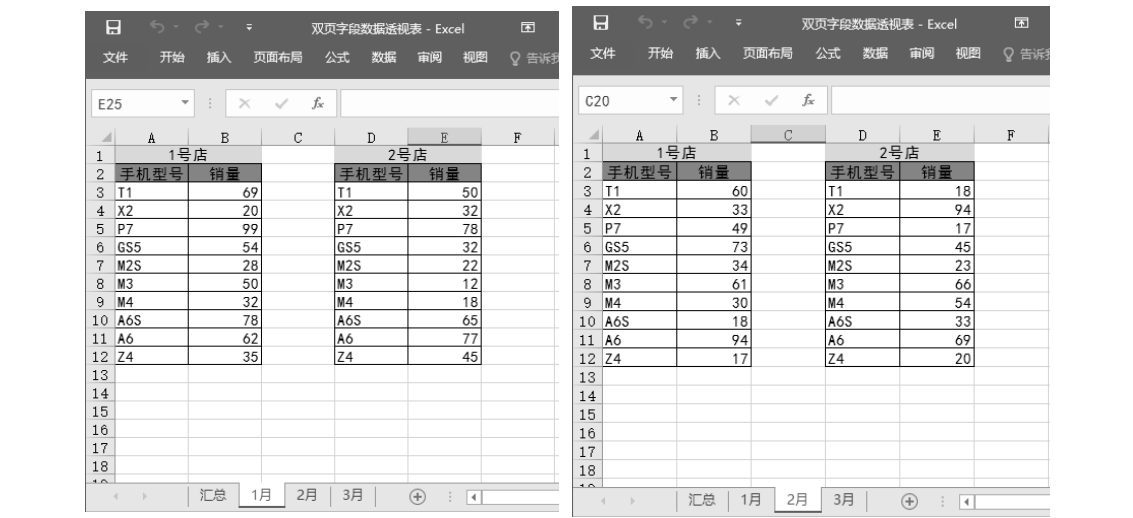 双页字段数据透视表 - Excel
文件 开始 插入 页面布局 公式 数据 审阅 视图 告诉我
E25 fx
A B C D E F
1 1号店 2号店
2 手机型号 销量 手机型号 销量
3 T1 69 T1 50
4 X2 20 X2 32
5 P7 99 P7 78
6 GS5 54 GS5 32
7 M2S 28 M2S 22
8 M3 50 M3 12
9 M4 32 M4 18
10 A6S 78 A6S 65
11 A6 62 A6 77
12 Z4 35 Z4 45
13
14
15
16
17
18
汇总 1月 2月 3月
双页字段数据透视表 - Excel
文件 开始 插入 页面布局 公式 数据 审阅 视图 告诉我
C20 fx
A B C D E F
1 1号店 2号店
2 手机型号 销量 手机型号 销量
3 T1 60 T1 18
4 X2 33 X2 94
5 P7 49 P7 17
6 GS5 73 GS5 45
7 M2S 34 M2S 23
8 M3 61 M3 66
9 M4 30 M4 54
10 A6S 18 A6S 33
11 A6 94 A6 69
12 Z4 17 Z4 20
13
14
15
16
17
18
汇总 1月 2月 3月